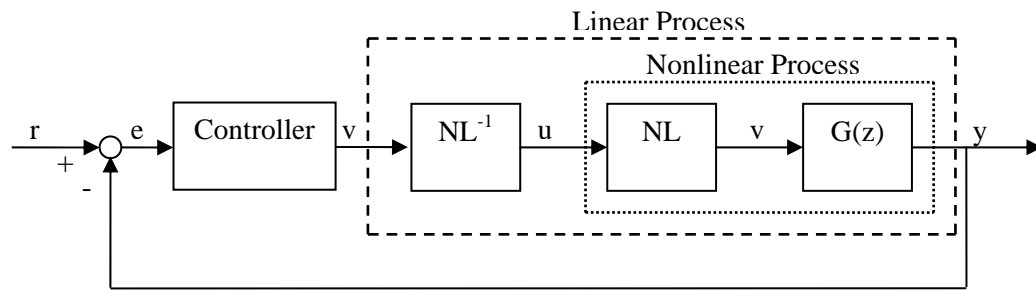 Linear Process
Nonlinear Process
r
+
-
e
Controller
v
NL⁻¹
u
NL
v
G(z)
y